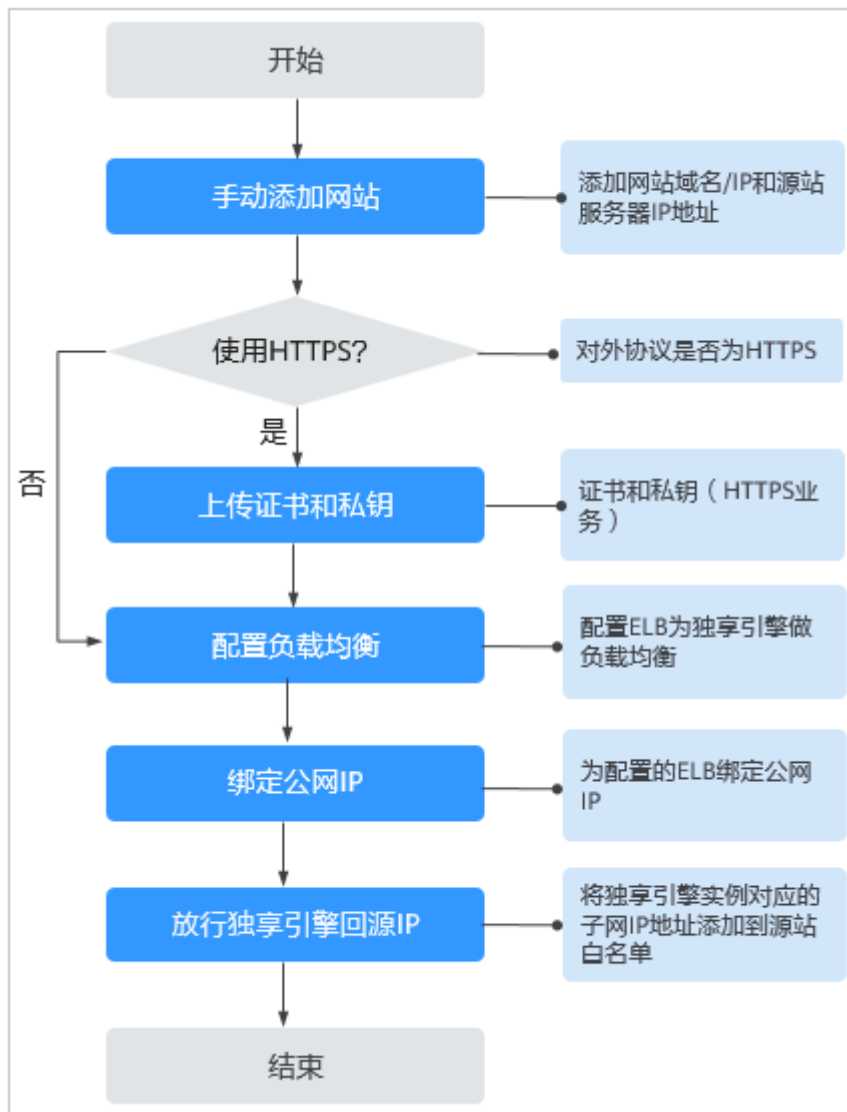 开始
手动添加网站
添加网站域名/IP和源站
服务器IP地址
使用HTTPS?
对外协议是否为HTTPS
是
否
上传证书和私钥
证书和私钥（HTTPS业
务）
配置负载均衡
配置ELB为独享引擎做
负载均衡
绑定公网IP
为配置的ELB绑定公网
IP
放行独享引擎回源IP
将独享引擎实例对应的
子网IP地址添加到源站
白名单
结束